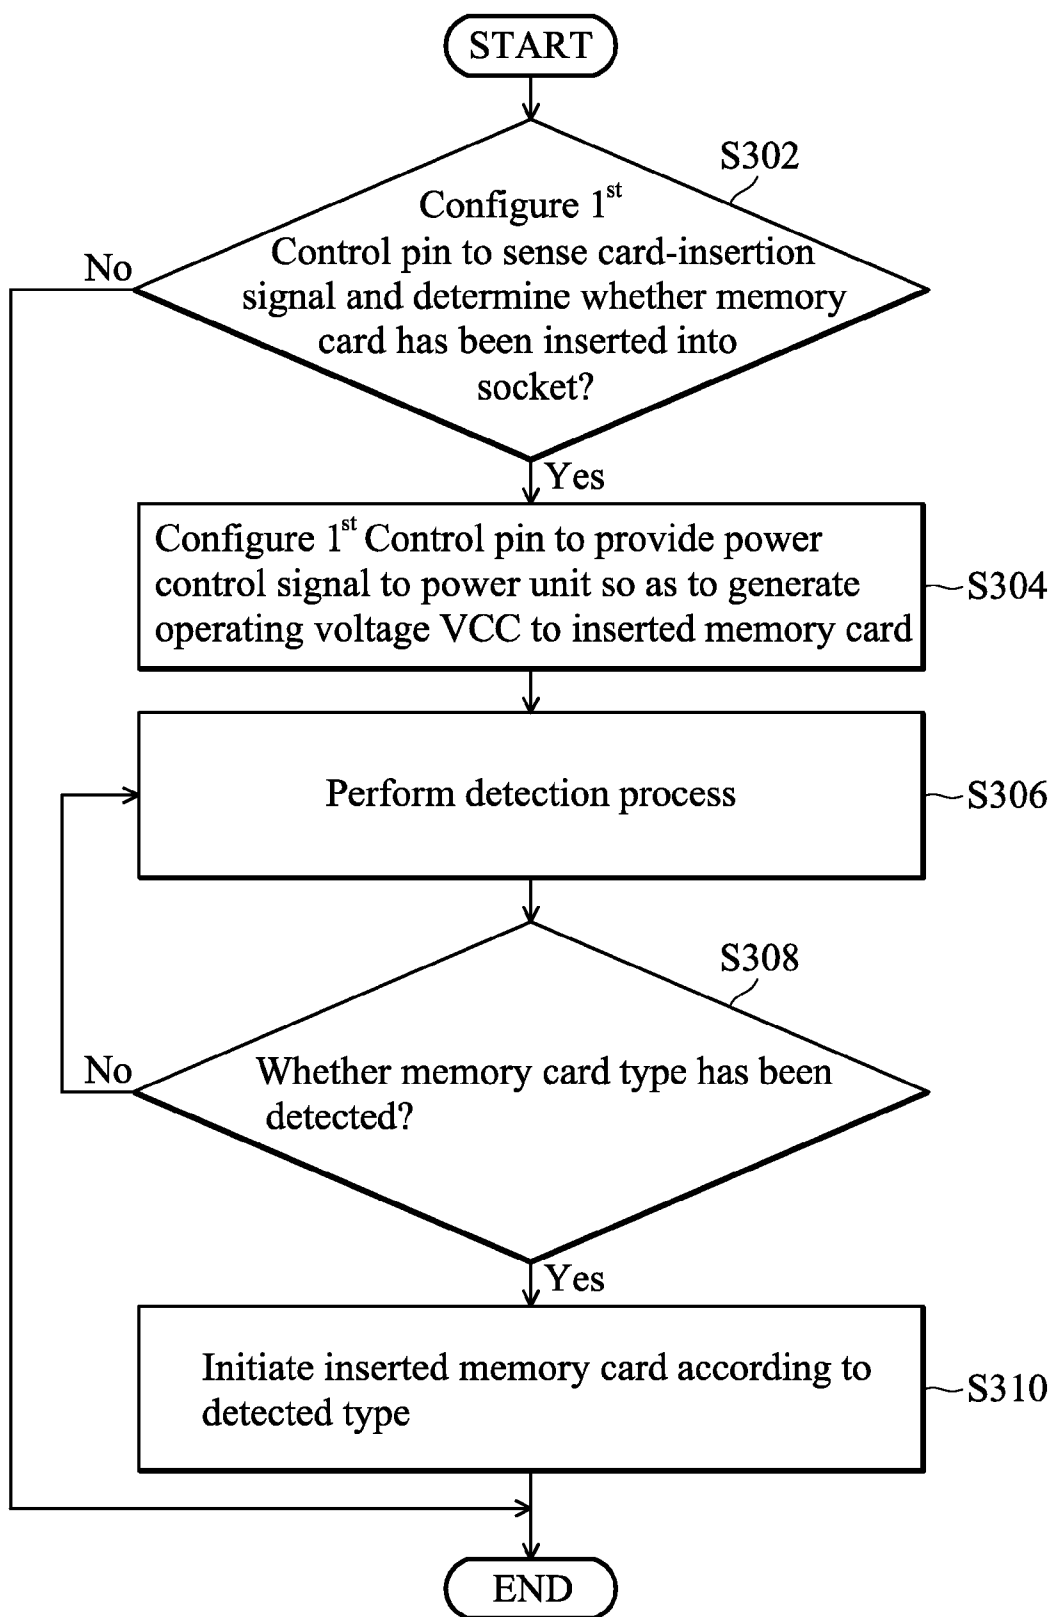 START
S302
Configure 1st
Control pin to sense card-insertion
signal and determine whether memory
card has been inserted into
socket?
No
Yes
Configure 1st Control pin to provide power
control signal to power unit so as to generate
operating voltage VCC to inserted memory card
S304
Perform detection process
S306
S308
Whether memory card type has been
detected?
No
Yes
Initiate inserted memory card according to
detected type
S310
END